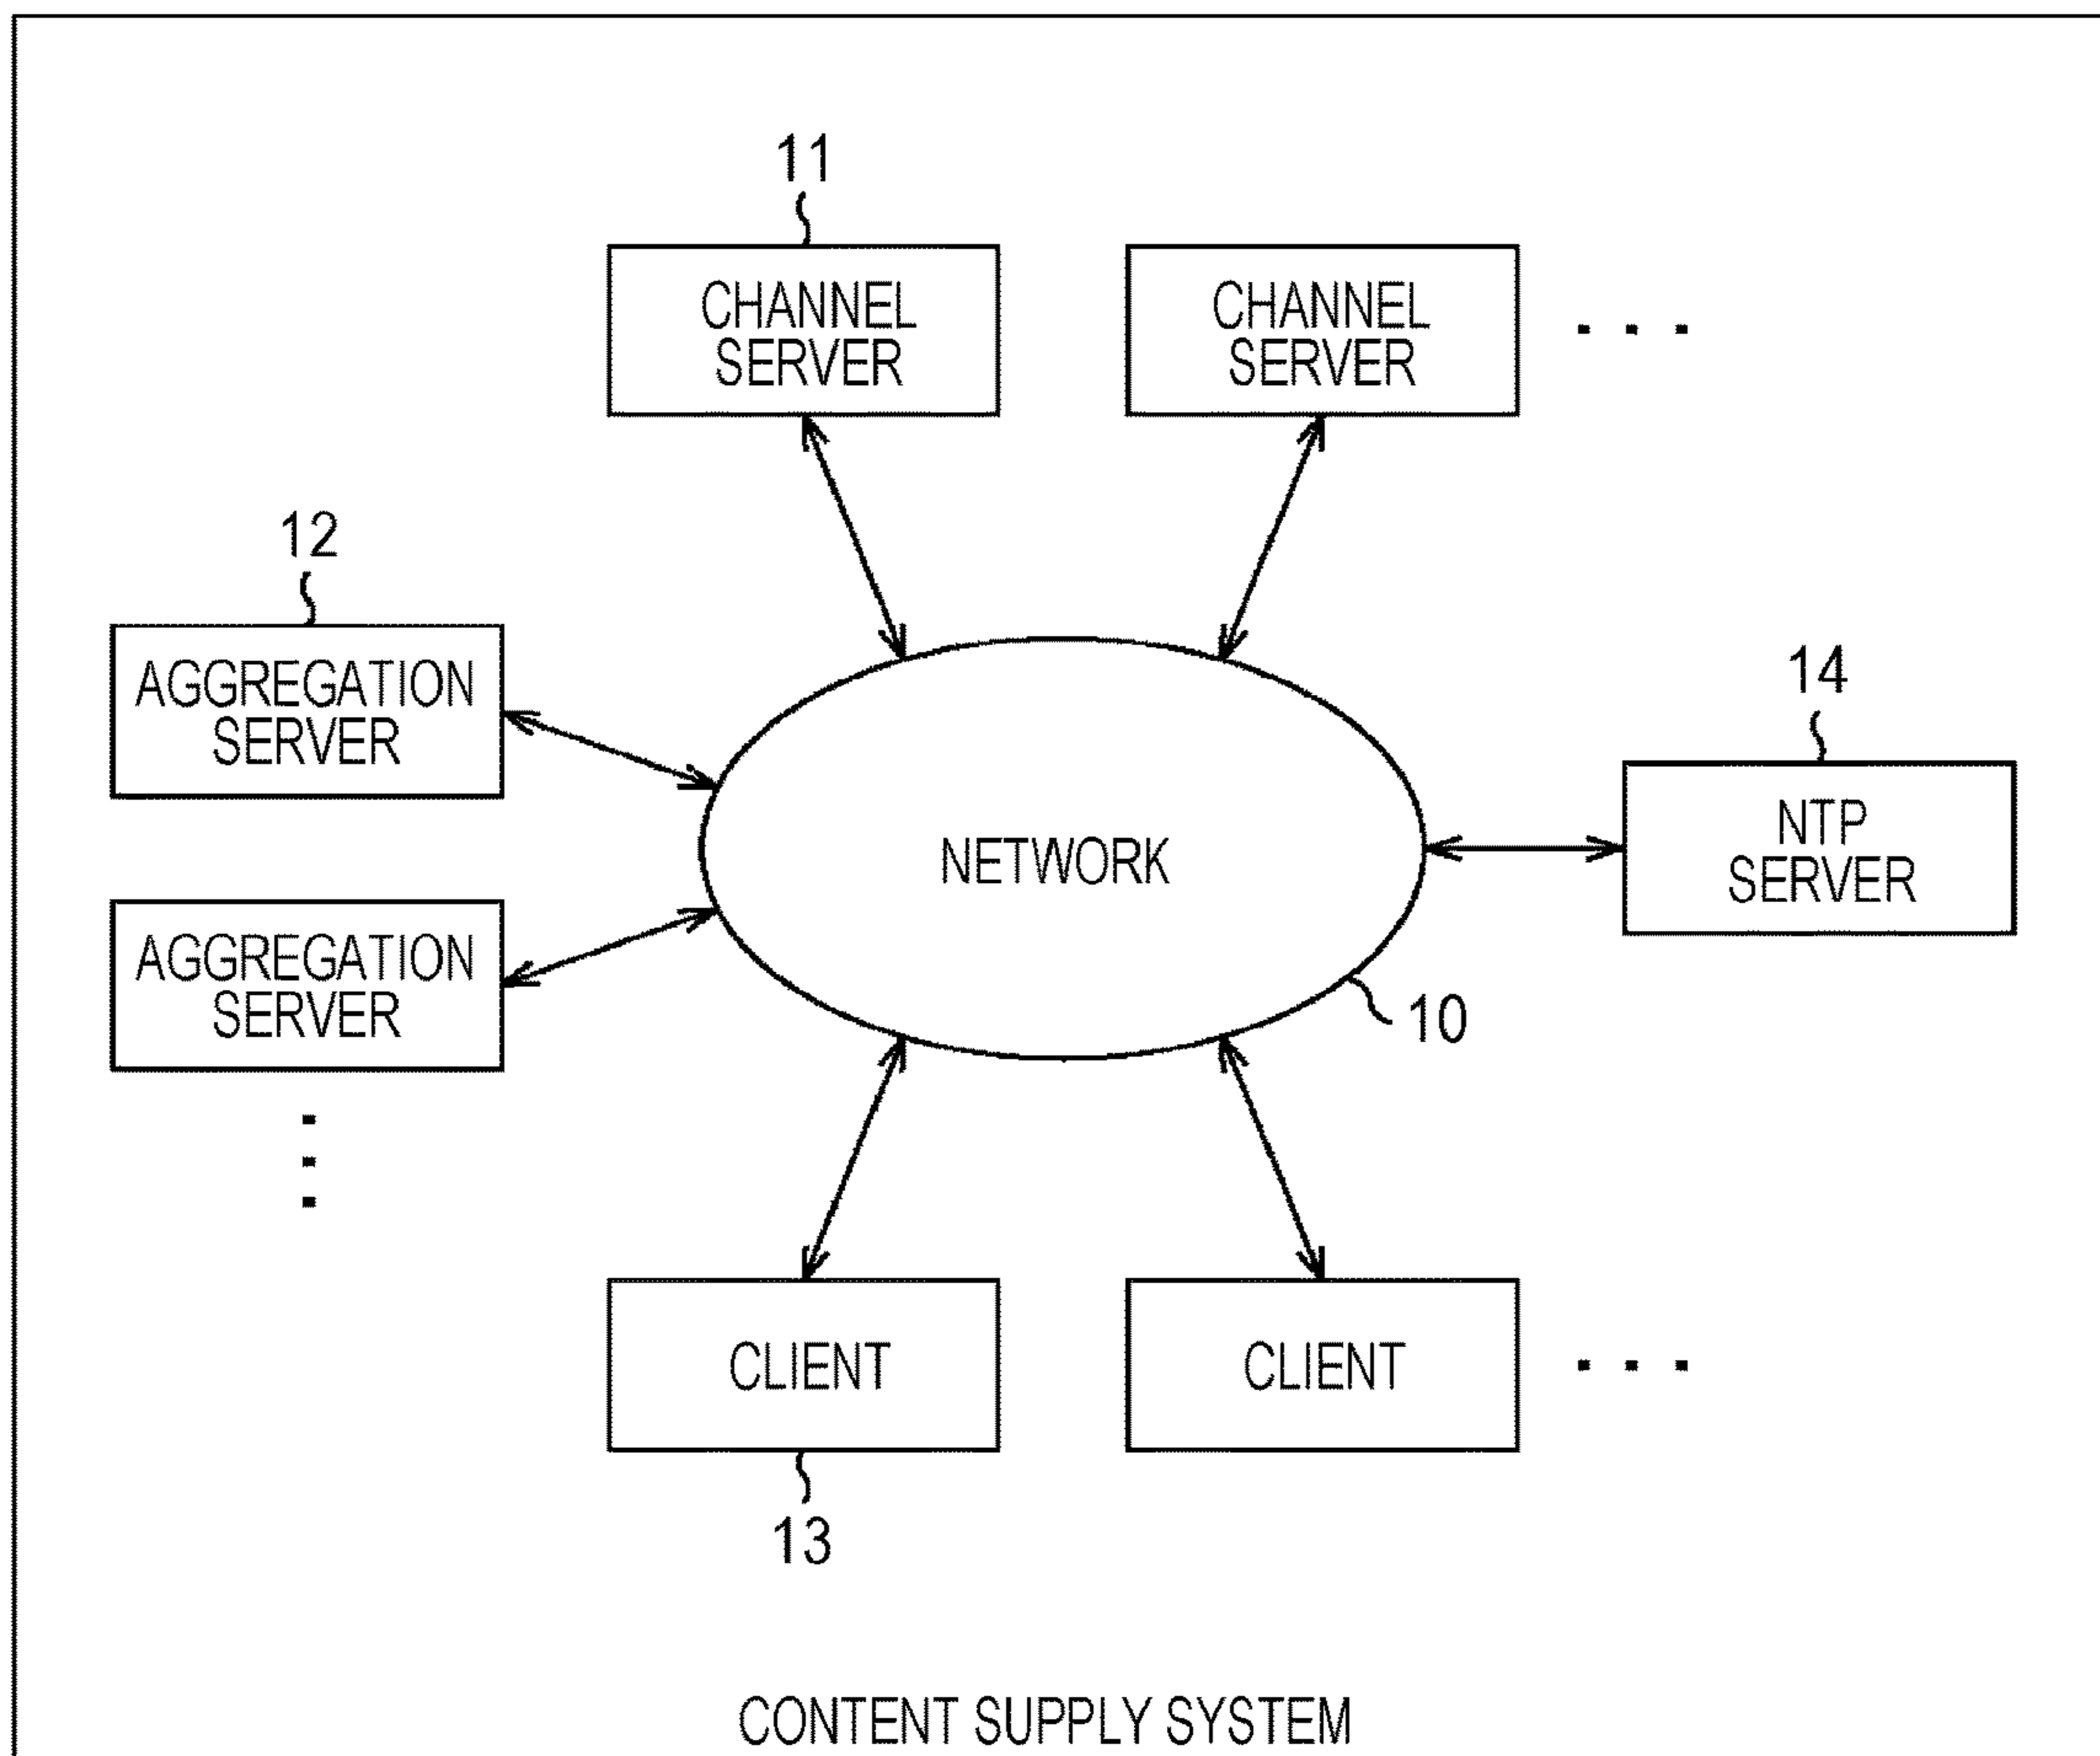 11
CHANNEL
SERVER
CHANNEL
SERVER
. . .
12
AGGREGATION
SERVER
14
NTP
SERVER
NETWORK
AGGREGATION
SERVER
10
CLIENT
CLIENT
. . .
13
CONTENT SUPPLY SYSTEM